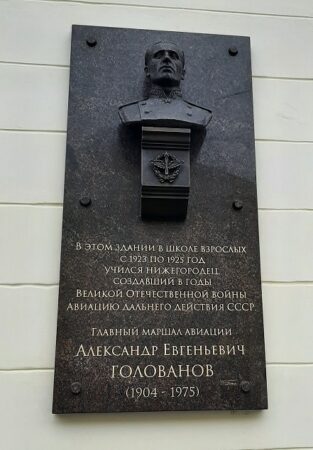 В этом здании в школе взрослых
с 1923 по 1925 год
учился нижегородец,
создавший в годы
Великой Отечественной войны
Авиацию дальнего действия СССР
Главный маршал авиации
Александр Евгеньевич
ГОЛОВАНОВ
(1904 - 1975)